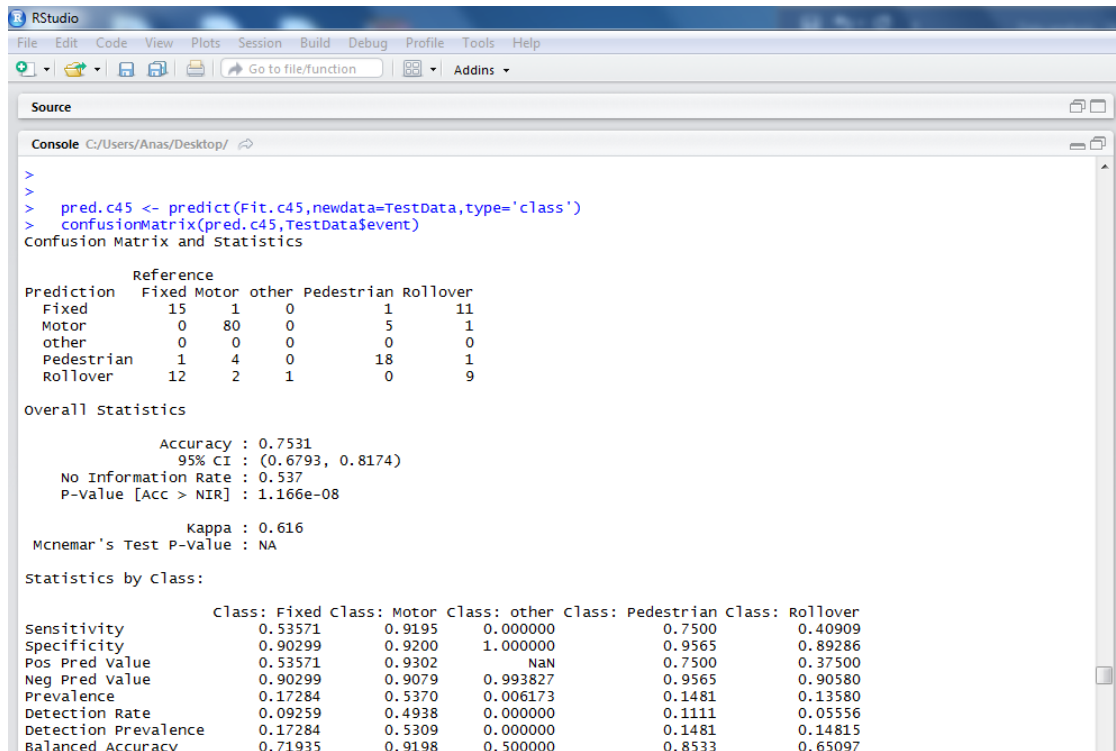 RStudio
File Edit Code View Plots Session Build Debug Profile Tools Help
Go to file/function Addins
Source
Console C:/Users/Anas/Desktop/
>
>
> pred.c45 <- predict(Fit.c45,newdata=TestData,type='class')
> confusionMatrix(pred.c45,TestData$event)
Confusion Matrix and Statistics
Reference
Prediction Fixed Motor other Pedestrian Rollover
Fixed 15 1 0 1 11
Motor 0 80 0 5 1
other 0 0 0 0 0
Pedestrian 1 4 0 18 1
Rollover 12 2 1 0 9
Overall Statistics
Accuracy : 0.7531
95% CI : (0.6793, 0.8174)
No Information Rate : 0.537
P-Value [Acc > NIR] : 1.166e-08
Kappa : 0.616
Mcnemar's Test P-Value : NA
Statistics by Class:
Class: Fixed Class: Motor Class: other Class: Pedestrian Class: Rollover
Sensitivity 0.53571 0.9195 0.000000 0.7500 0.40909
Specificity 0.90299 0.9200 1.000000 0.9565 0.89286
Pos Pred Value 0.53571 0.9302 NaN 0.7500 0.37500
Neg Pred Value 0.90299 0.9079 0.993827 0.9565 0.90580
Prevalence 0.17284 0.5370 0.006173 0.1481 0.13580
Detection Rate 0.09259 0.4938 0.000000 0.1111 0.05556
Detection Prevalence 0.17284 0.5309 0.000000 0.1481 0.14815
Balanced Accuracy 0.71935 0.9198 0.500000 0.8533 0.65097